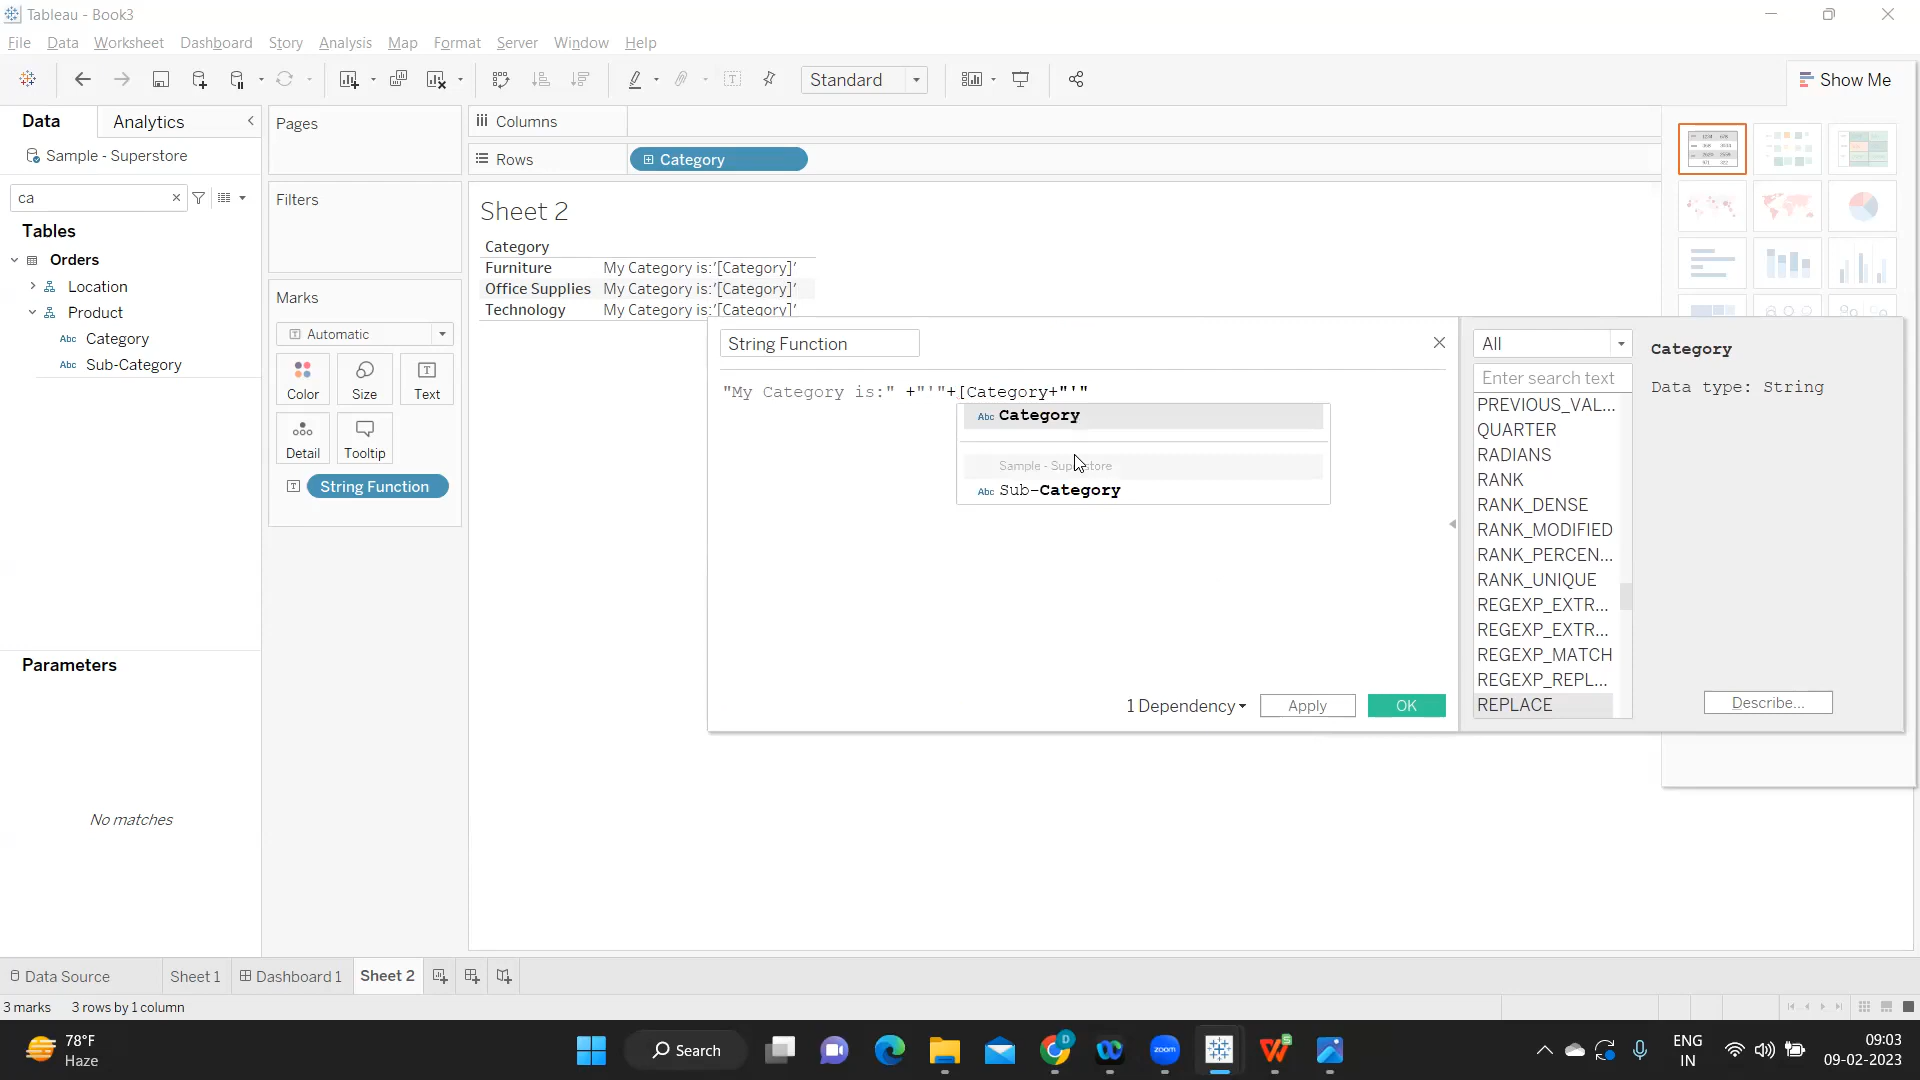 Tableau - Book3
File Data Worksheet Dashboard Story Analysis Map Format Server Window Help
Standard
Show Me
Data Analytics
Sample - Superstore
ca
Tables
Orders
Location
Product
Abc Category
Abc Sub-Category
Parameters
No matches
Pages
Filters
Marks
Automatic
Color Size Text
Detail Tooltip
String Function
Columns
Rows Category
Sheet 2
Category
Furniture My Category is:'[Category]'
Office Supplies My Category is:'[Category]'
Technology My Category is:'[Category]'
String Function
"My Category is:" +"'"+[Category+"'"
Abc Category
Sample - Superstore
Abc Sub-Category
1 Dependency
Apply
OK
All
Enter search text
PREVIOUS_VAL...
QUARTER
RADIANS
RANK
RANK_DENSE
RANK_MODIFIED
RANK_PERCEN...
RANK_UNIQUE
REGEXP_EXTR...
REGEXP_EXTR...
REGEXP_MATCH
REGEXP_REPL...
REPLACE
Category
Data type: String
Describe...
Data Source Sheet 1 Dashboard 1 Sheet 2
3 marks 3 rows by 1 column
78°F
Haze
Search
zoom
ENG
IN
09:03
09-02-2023